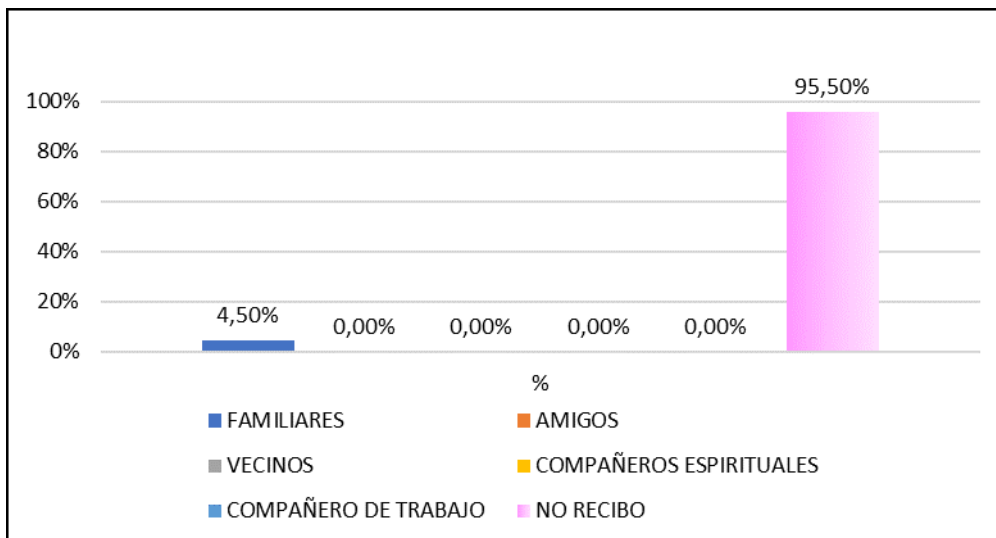 95,50%
100%
80%
60%
40%
20%
4,50% 0,00% 0,00% 0,00% 0,00%
0%
%
FAMILIARES AMIGOS
VECINOS COMPAÑEROS ESPIRITUALES
COMPAÑERO DE TRABAJO NO RECIBO